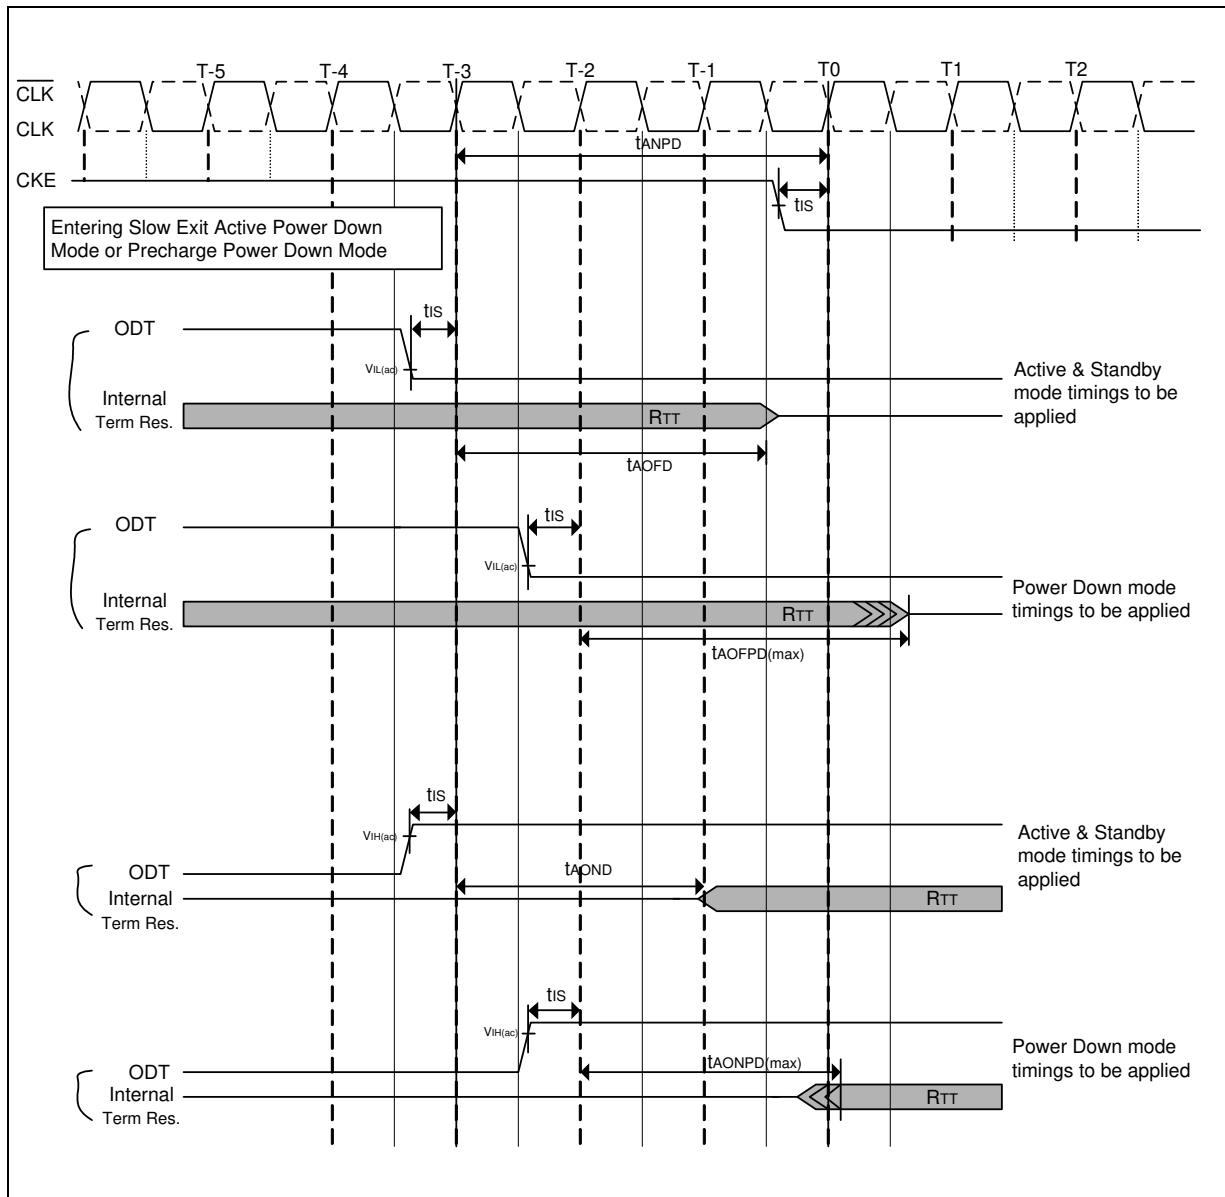 T-5 T-4 T-3 T-2 T-1 T0 T1 T2
CLK
CLK
tANPD
CKE
tIS
Entering Slow Exit Active Power Down
Mode or Precharge Power Down Mode
tIS
ODT
VIL(ac)
Active & Standby
mode timings to be
applied
Internal
Term Res.
RTT
tAOFD
tIS
ODT
VIL(ac)
Power Down mode
timings to be applied
Internal
Term Res.
RTT
tAOFPD(max)
tIS
VIH(ac)
Active & Standby
mode timings to be
applied
ODT
tAOND
Internal
Term Res.
RTT
tIS
VIH(ac)
Power Down mode
timings to be applied
ODT
tAONPD(max)
Internal
Term Res.
RTT